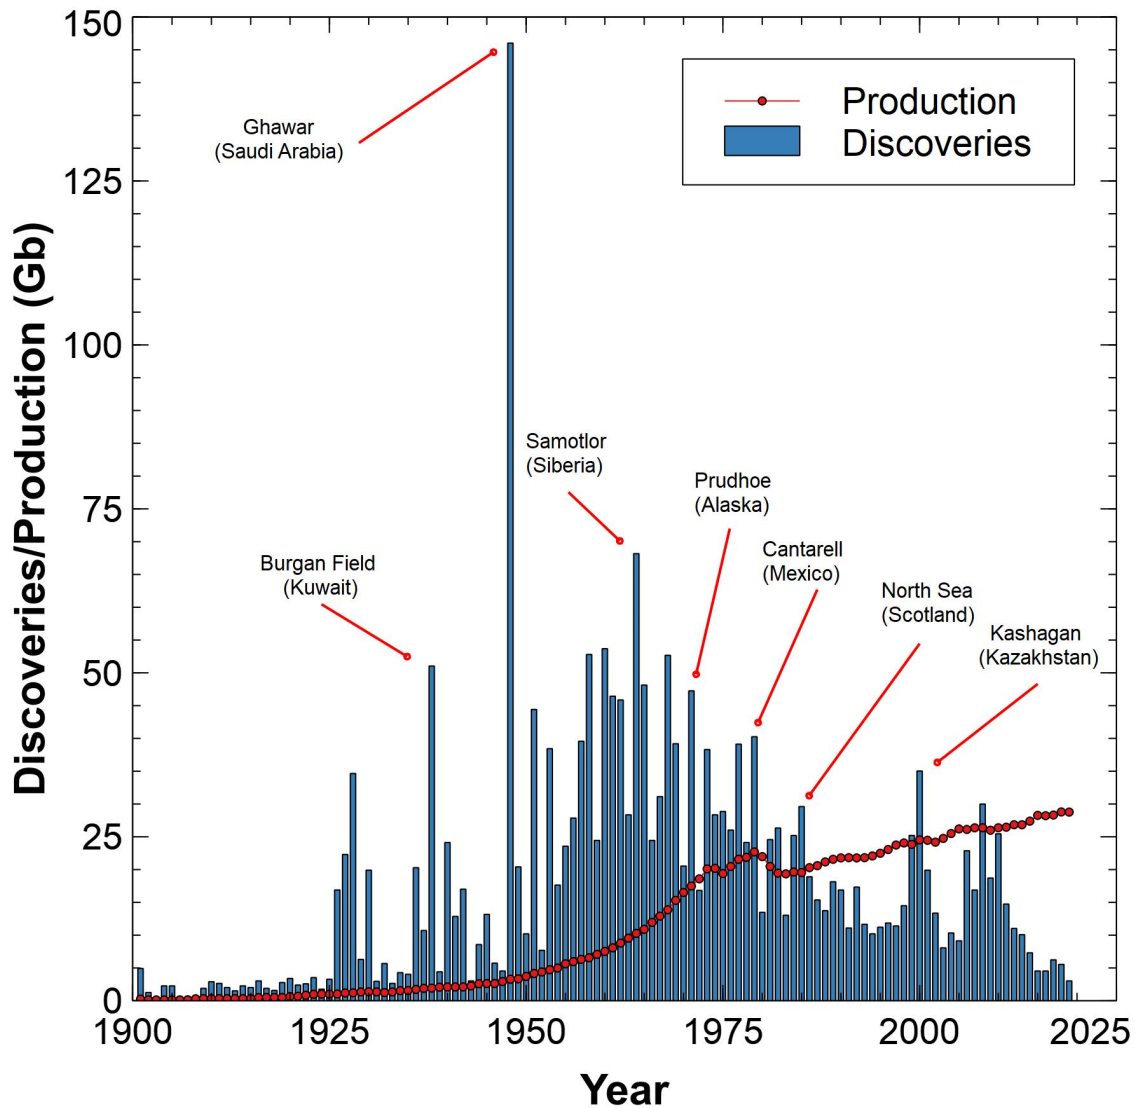 150
125
100
75
50
25
0
Discoveries/Production (Gb)
Production
Discoveries
Ghawar
(Saudi Arabia)
Samotlor
(Siberia)
Prudhoe
(Alaska)
Cantarell
(Mexico)
Burgan Field
(Kuwait)
North Sea
(Scotland)
Kashagan
(Kazakhstan)
1900 1925 1950 1975 2000 2025
Year